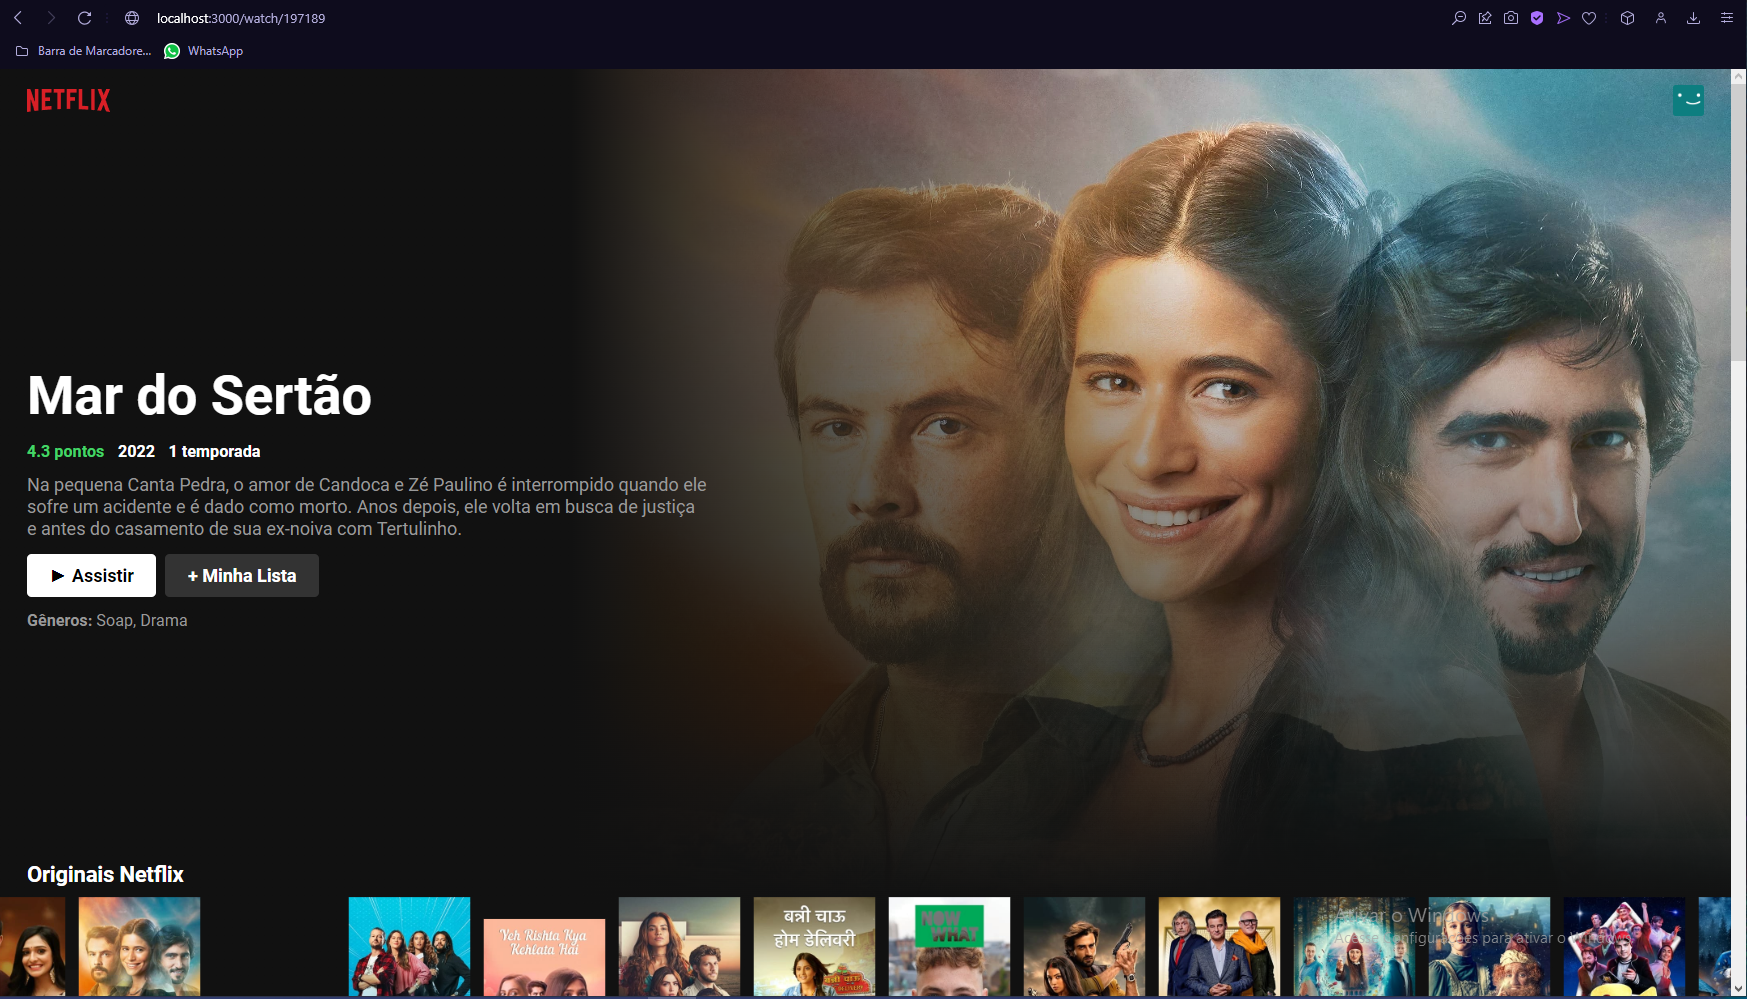 localhost:3000/watch/197189
Barra de Marcadore...
WhatsApp
NETFLIX
Mar do Sertão
4.3 pontos 2022 1 temporada
Na pequena Canta Pedra, o amor de Candoca e Zé Paulino é interrompido quando ele
sofre um acidente e é dado como morto. Anos depois, ele volta em busca de justiça
e antes do casamento de sua ex-noiva com Tertulinho.
► Assistir
+ Minha Lista
Gêneros: Soap, Drama
Originais Netflix
Yeh Rishta Kya
Kehlata Hai
बन्नी चाऊ
होम डेलिवरी
NOW
WHAT
Ativar o Windows
Acesse Configurações para ativar o Windows.